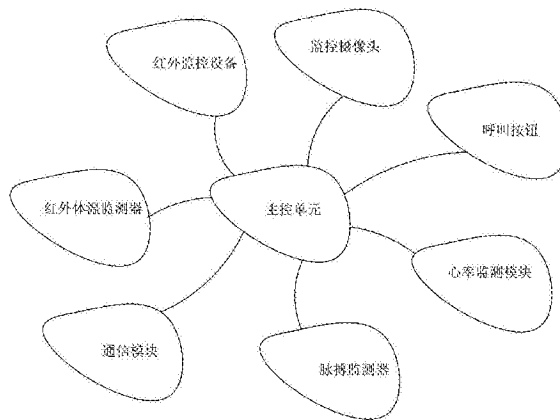 红外监控设备
监控摄像头
呼叫按钮
红外体温监测器
主控单元
心率监测模块
通信模块
脉搏监测器